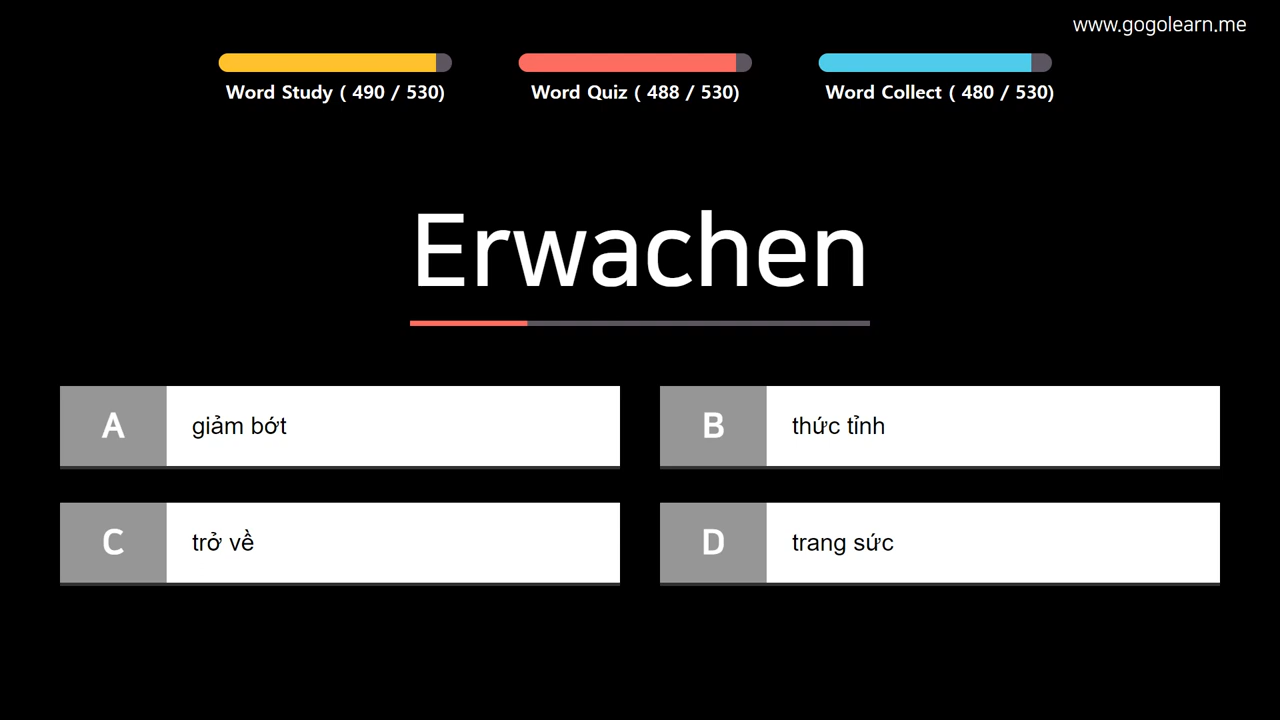 www.gogolearn.me
Word Study ( 490 / 530)
Word Quiz ( 488 / 530)
Word Collect ( 480 / 530)
Erwachen
A
giảm bớt
B
thức tỉnh
C
trở về
D
trang sức